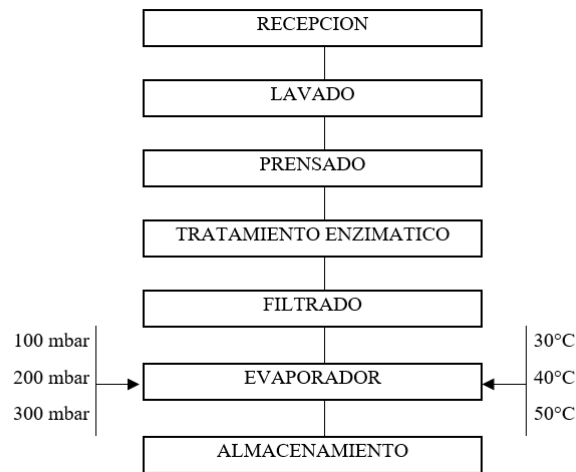 RECEPCION
LAVADO
PRENSADO
TRATAMIENTO ENZIMATICO
FILTRADO
100 mbar
30°C
200 mbar
EVAPORADOR
40°C
300 mbar
50°C
ALMACENAMIENTO